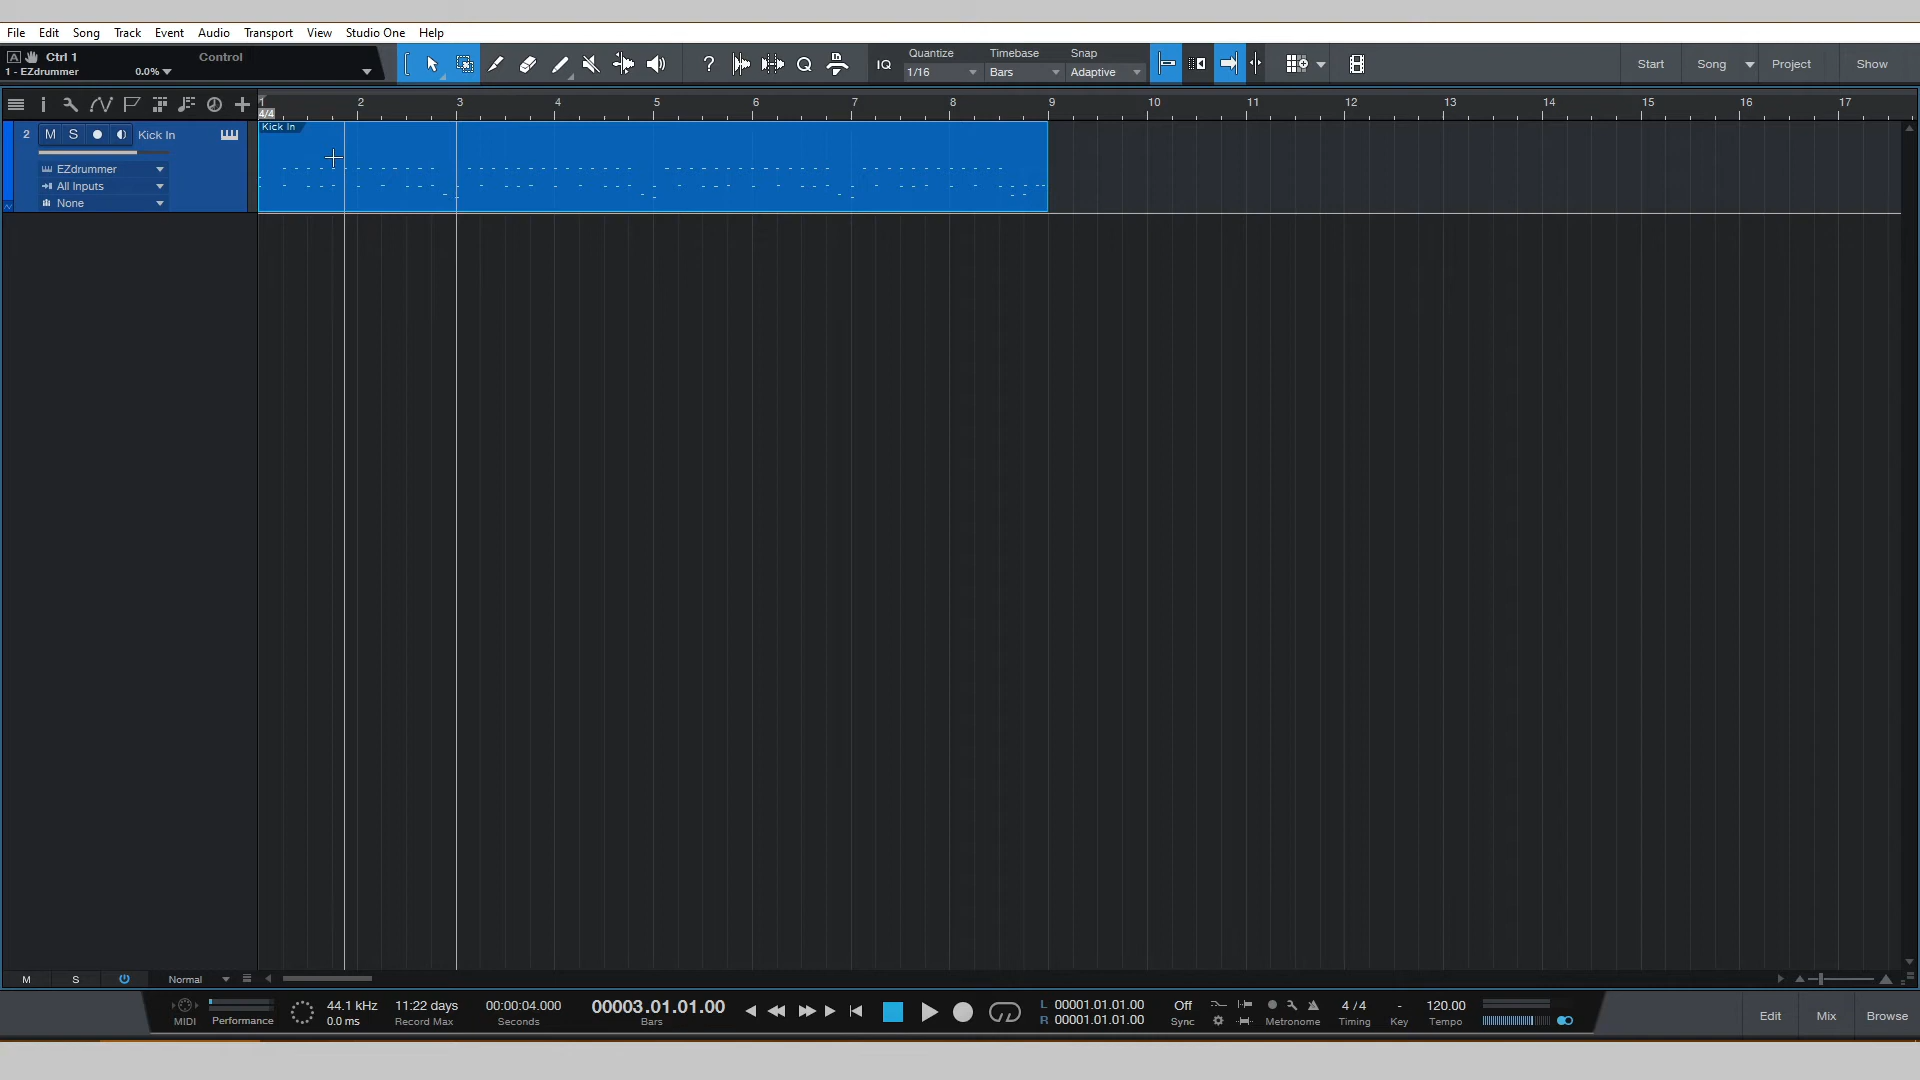 File Edit Song Track Event Audio Transport View Studio One Help
A Ctrl 1 Control
1 - EZdrummer 0.0%
? Q IQ
Quantize Timebase Snap
1/16 Bars Adaptive
Start Song Project Show
1 2 3 4 5 6 7 8 9 10 11 12 13 14 15 16 17
4/4
2 M S Kick In
EZdrummer
All Inputs
None
Kick In
M S Normal
MIDI Performance
44.1 kHz
0.0 ms
11:22 days
Record Max
00:00:04.000
Seconds
00003.01.01.00
Bars
L 00001.01.01.00
R 00001.01.01.00
Off
Sync
Metronome
4 / 4
Timing
-
Key
120.00
Tempo
Edit Mix Browse